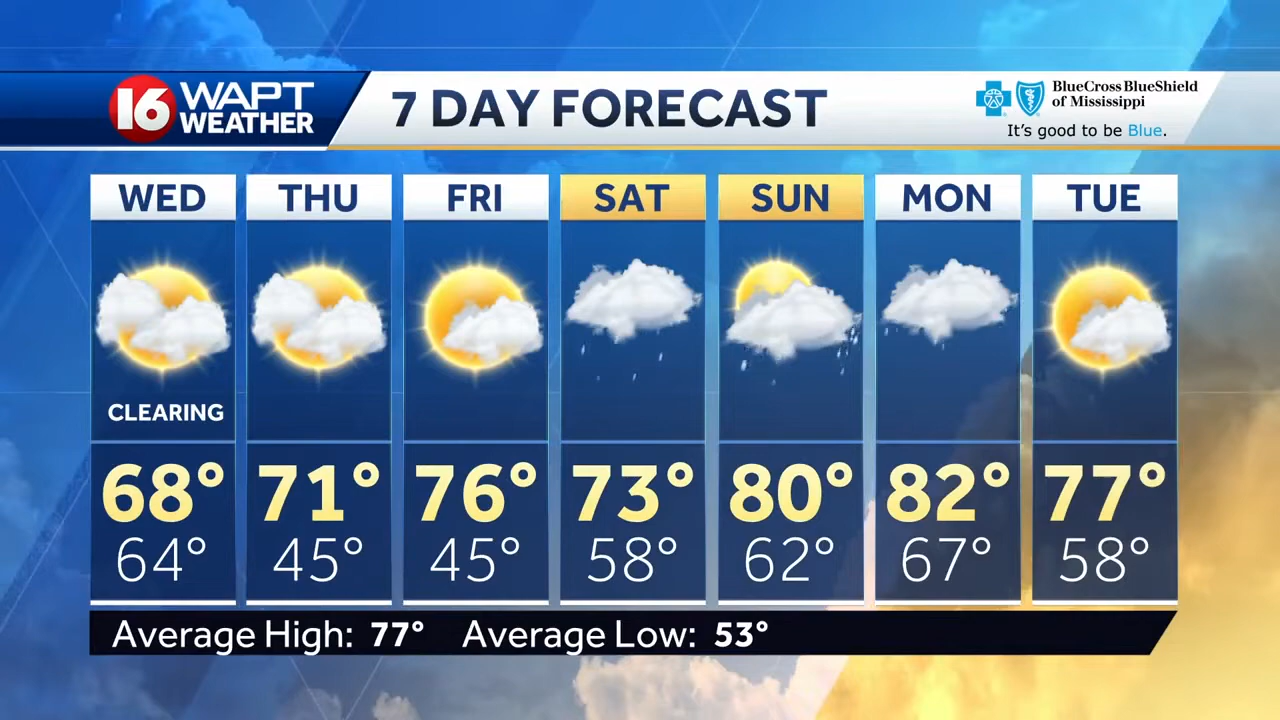 16 WAPT WEATHER
7 DAY FORECAST
BlueCross BlueShield
of Mississippi
It's good to be Blue.
WED THU FRI SAT SUN MON TUE
CLEARING
68° 71° 76° 73° 80° 82° 77°
64° 45° 45° 58° 62° 67° 58°
Average High: 77° Average Low: 53°